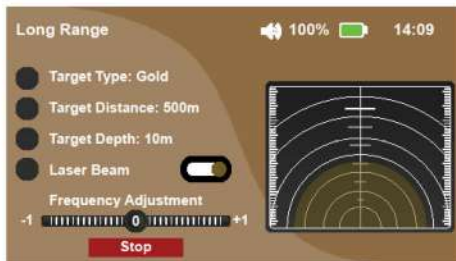 Long Range
100%
14:09
Target Type: Gold
Target Distance: 500m
Target Depth: 10m
Laser Beam
Frequency Adjustment
-1 0 +1
Stop